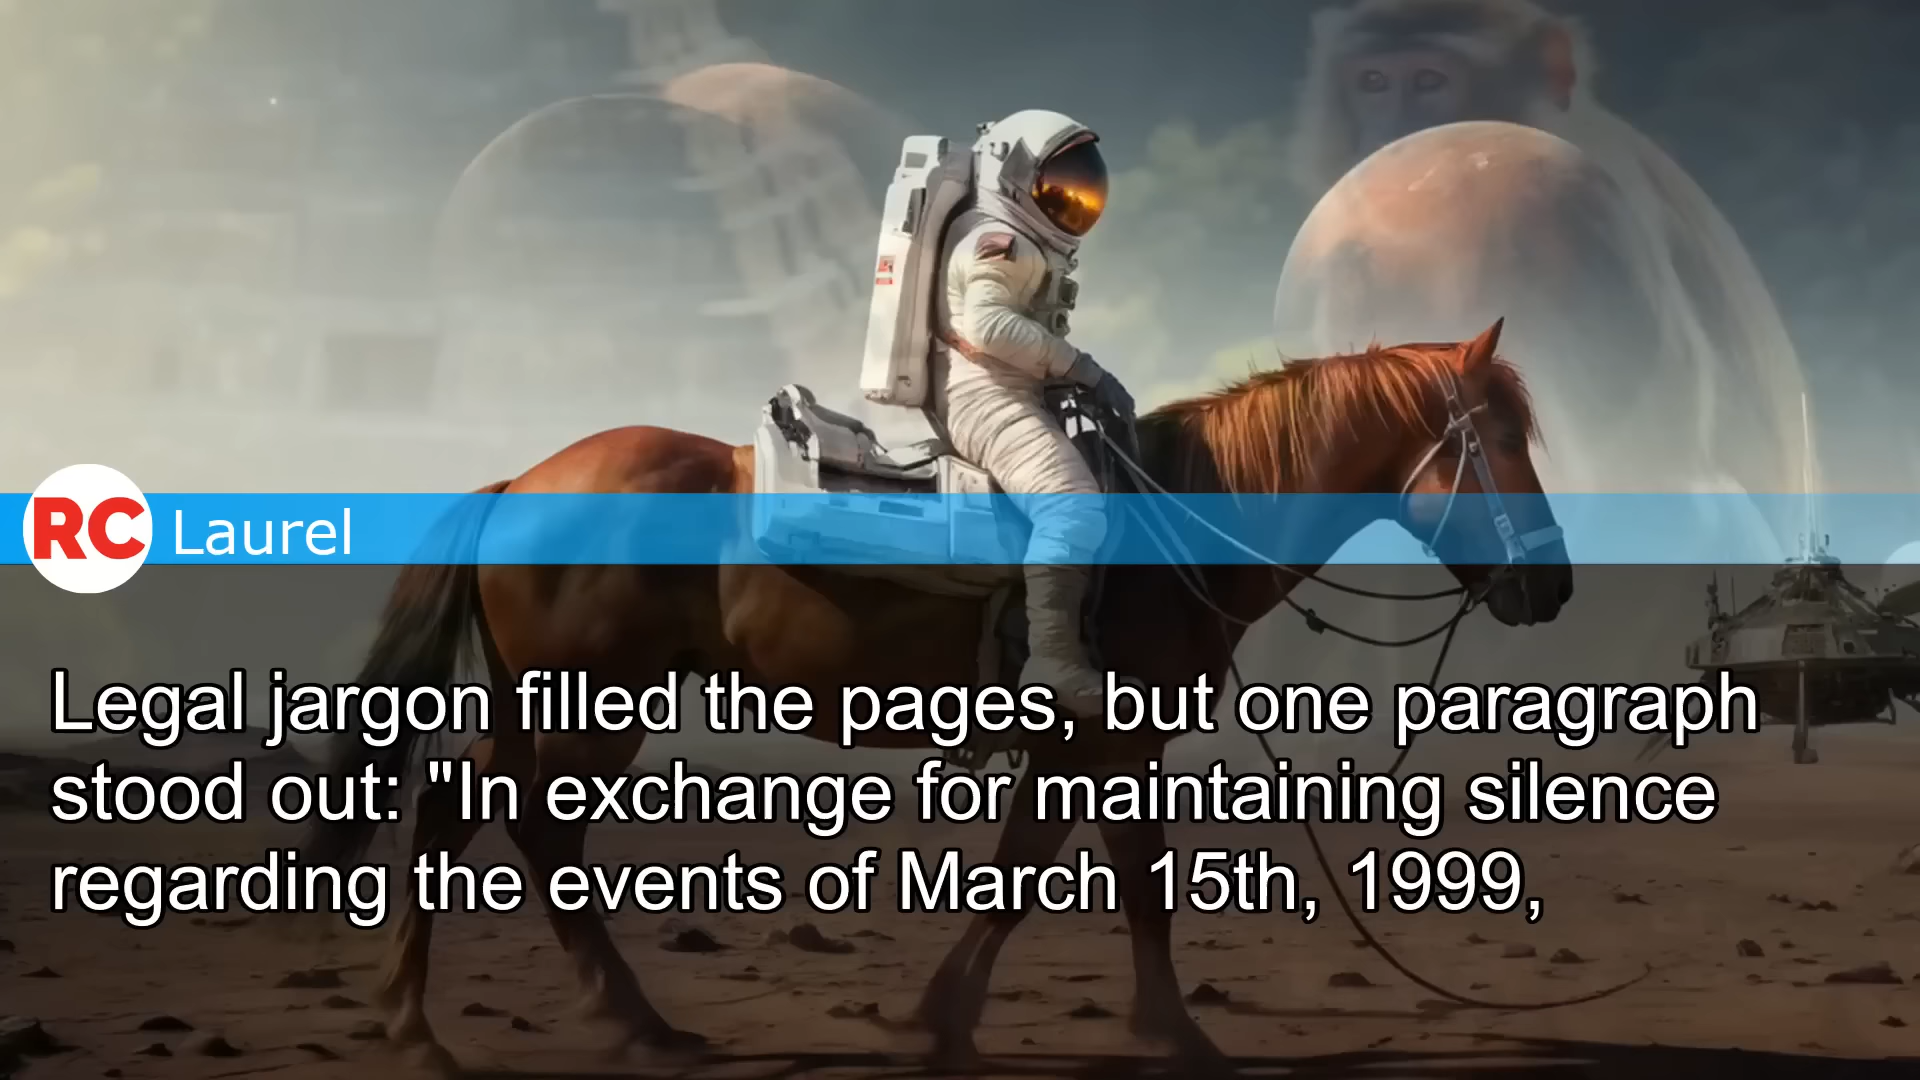 RC Laurel
Legal jargon filled the pages, but one paragraph
stood out: "In exchange for maintaining silence
regarding the events of March 15th, 1999,